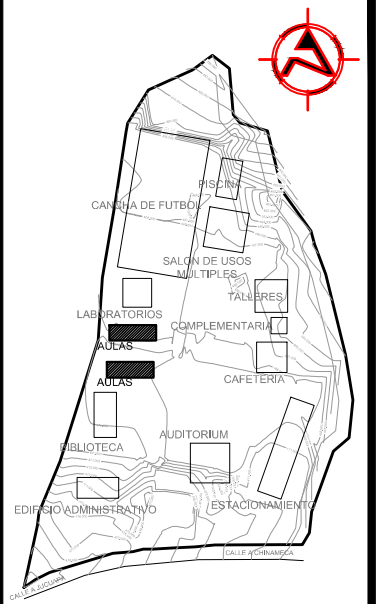 PISCINA
CANCHA DE FUTBOL
SALON DE USOS
MULTIPLES
TALLERES
LABORATORIOS
COMPLEMENTARIA
AULAS
AULAS
CAFETERIA
BIBLIOTECA
AUDITORIUM
EDIFICIO ADMINISTRATIVO
ESTACIONAMIENTO
CALLE A CHINAMECA
CALLE A JUCUAPA